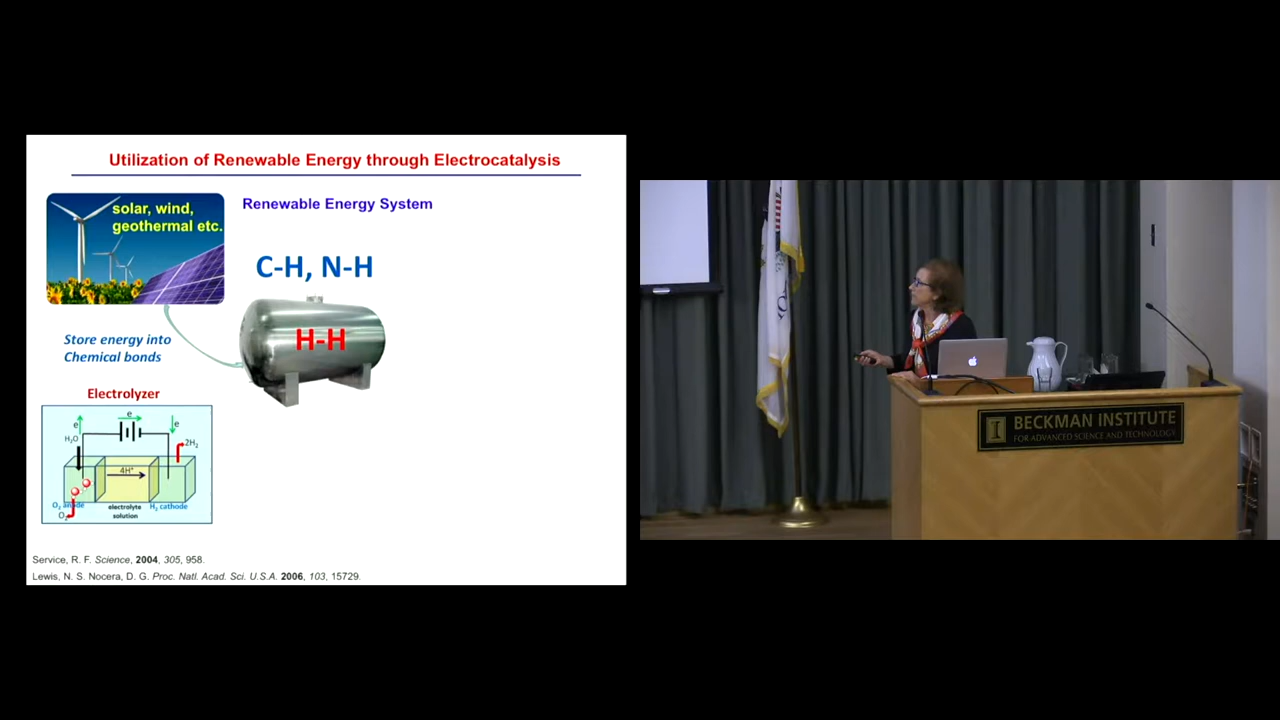 Utilization of Renewable Energy through Electrocatalysis
solar, wind,
geothermal etc.
Renewable Energy System
C-H, N-H
H-H
Store energy into
Chemical bonds
Electrolyzer
e
e
e
H₂O
2H₂
4H⁺
O₂ anode
electrolyte
solution
H₂ cathode
O₂
Service, R. F. Science, 2004, 305, 958.
Lewis, N. S. Nocera, D. G. Proc. Natl. Acad. Sci. U.S.A. 2006, 103, 15729.
I
BECKMAN INSTITUTE
FOR ADVANCED SCIENCE AND TECHNOLOGY